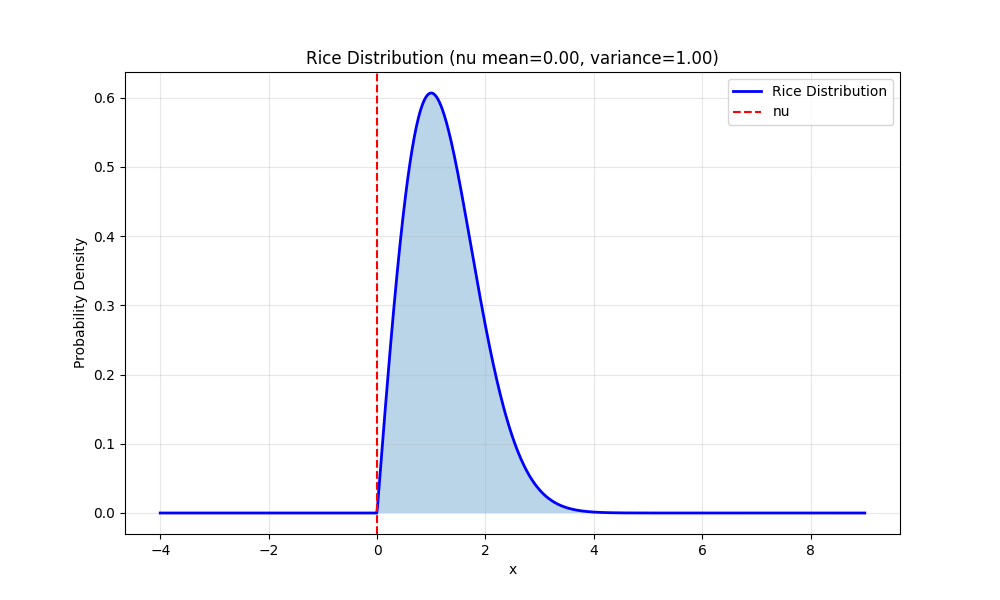 Rice Distribution (nu mean=0.00, variance=1.00)
Rice Distribution
nu
Probability Density
0.6
0.5
0.4
0.3
0.2
0.1
0.0
−4
−2
0
2
4
6
8
x